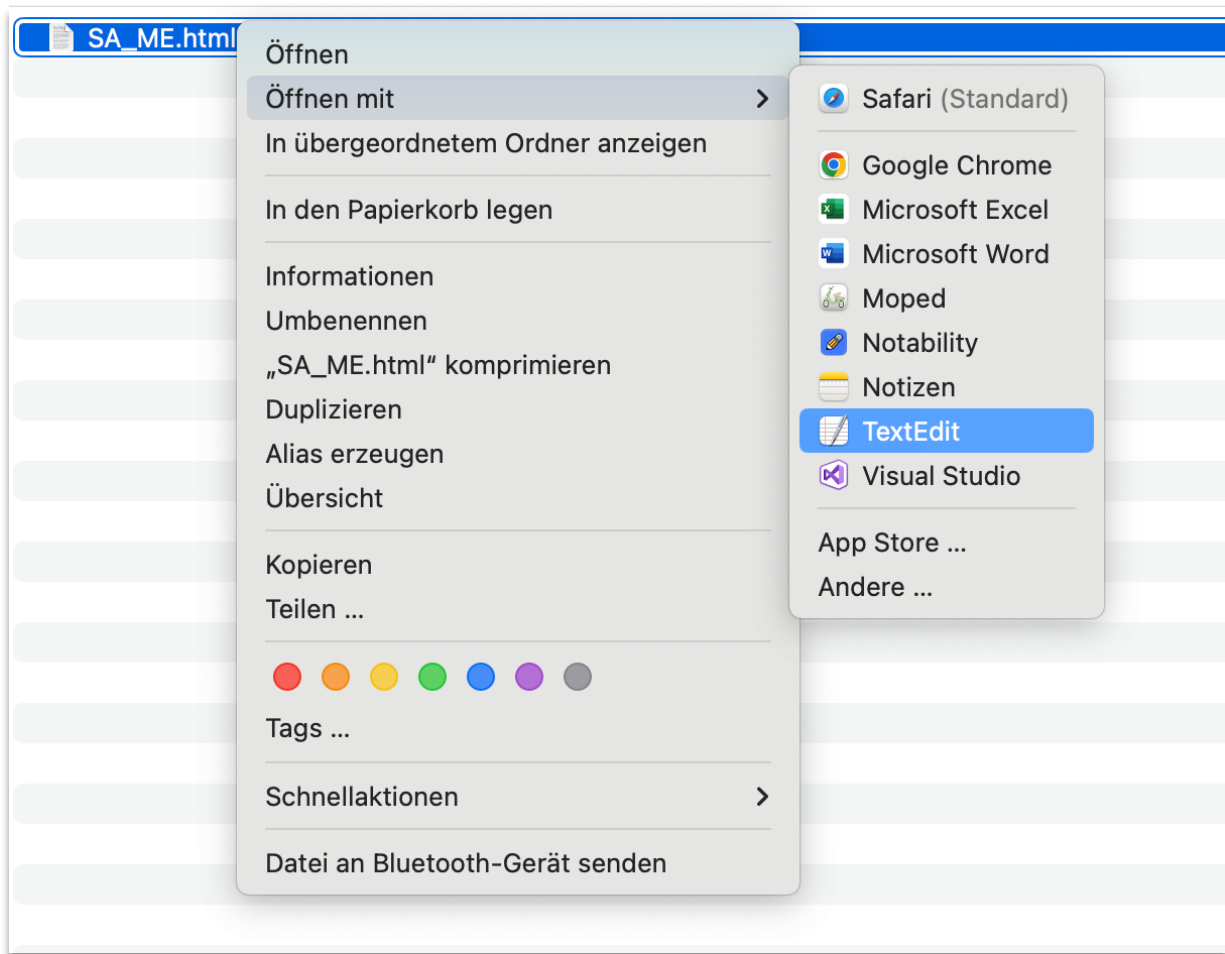 SA_ME.html
Öffnen
Öffnen mit
In übergeordnetem Ordner anzeigen
In den Papierkorb legen
Informationen
Umbenennen
„SA_ME.html“ komprimieren
Duplizieren
Alias erzeugen
Übersicht
Kopieren
Teilen ...
Tags ...
Schnellaktionen
Datei an Bluetooth-Gerät senden
Safari (Standard)
Google Chrome
Microsoft Excel
Microsoft Word
Moped
Notability
Notizen
TextEdit
Visual Studio
App Store ...
Andere ...